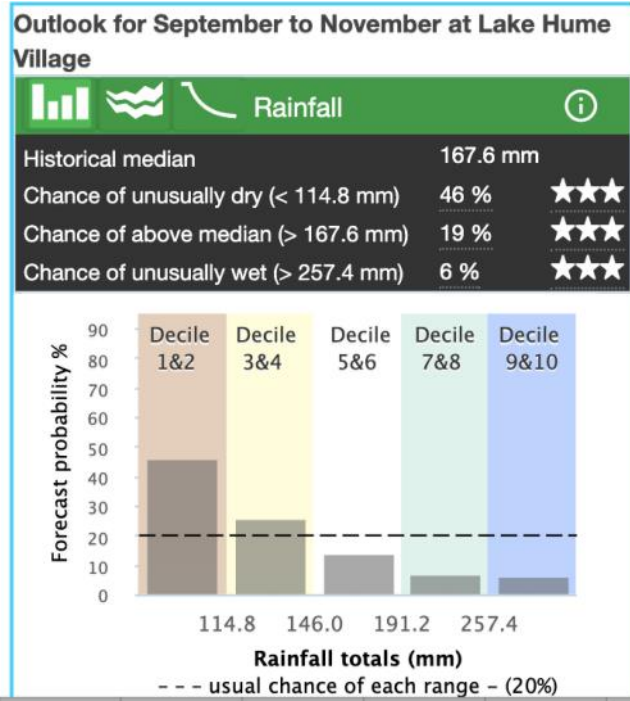 Outlook for September to November at Lake Hume
Village
Rainfall
Historical median 167.6 mm
Chance of unusually dry (< 114.8 mm) 46 %
Chance of above median (> 167.6 mm) 19 %
Chance of unusually wet (> 257.4 mm) 6 %
Forecast probability %
90
80
70
60
50
40
30
20
10
0
Decile Decile Decile Decile Decile
1&2 3&4 5&6 7&8 9&10
114.8 146.0 191.2 257.4
Rainfall totals (mm)
--- usual chance of each range – (20%)